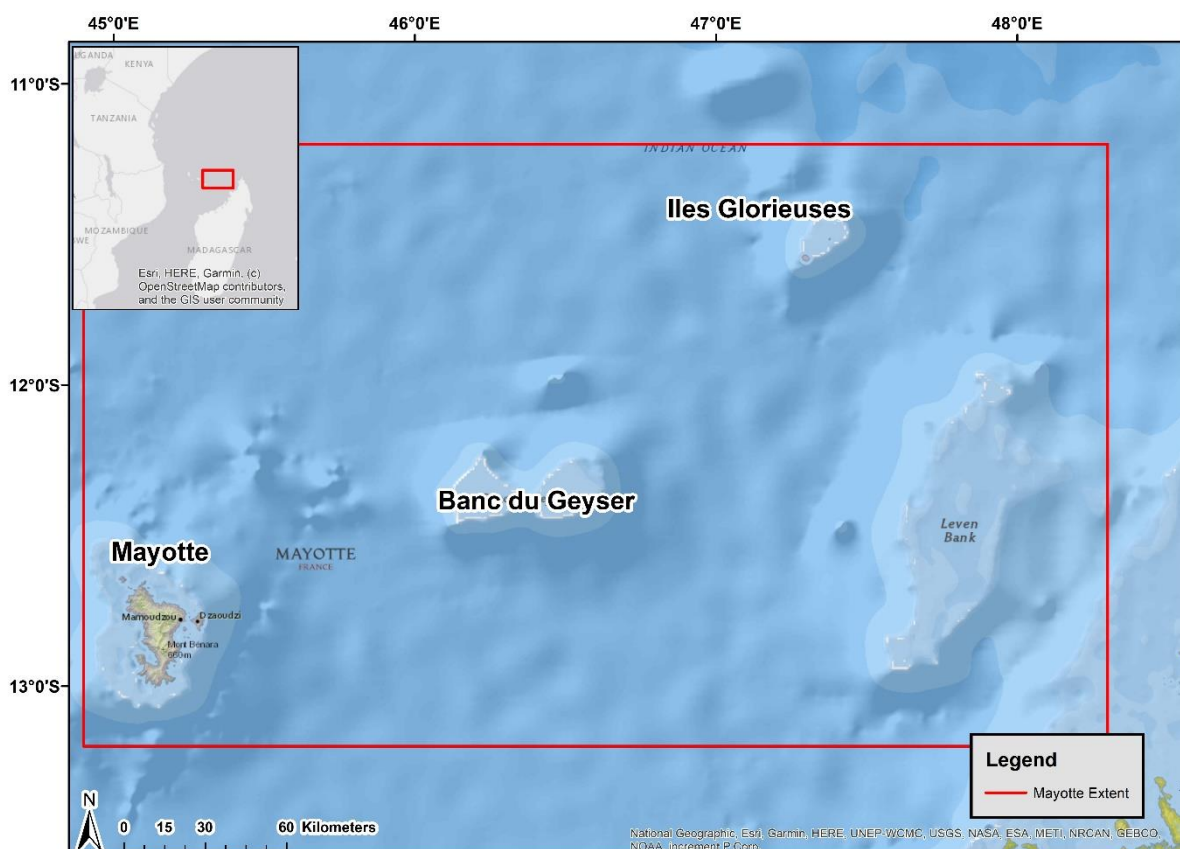 45°0'E
46°0'E
47°0'E
48°0'E
11°0'S
12°0'S
13°0'S
UGANDA
KENYA
TANZANIA
MOZAMBIQUE
WE
MADAGASCAR
Esri, HERE, Garmin, (c)
OpenStreetMap contributors,
and the GIS user community
INDIAN OCEAN
Iles Glorieuses
Banc du Geyser
Leven
Bank
Mayotte
MAYOTTE
FRANCE
Mamoudzou
Dzaoudzi
Mont Bénara
660m
N
0 15 30 60 Kilometers
Legend
Mayotte Extent
National Geographic, Esri, Garmin, HERE, UNEP-WCMC, USGS, NASA, ESA, METI, NRCAN, GEBCO,
NOAA, increment P Corp.